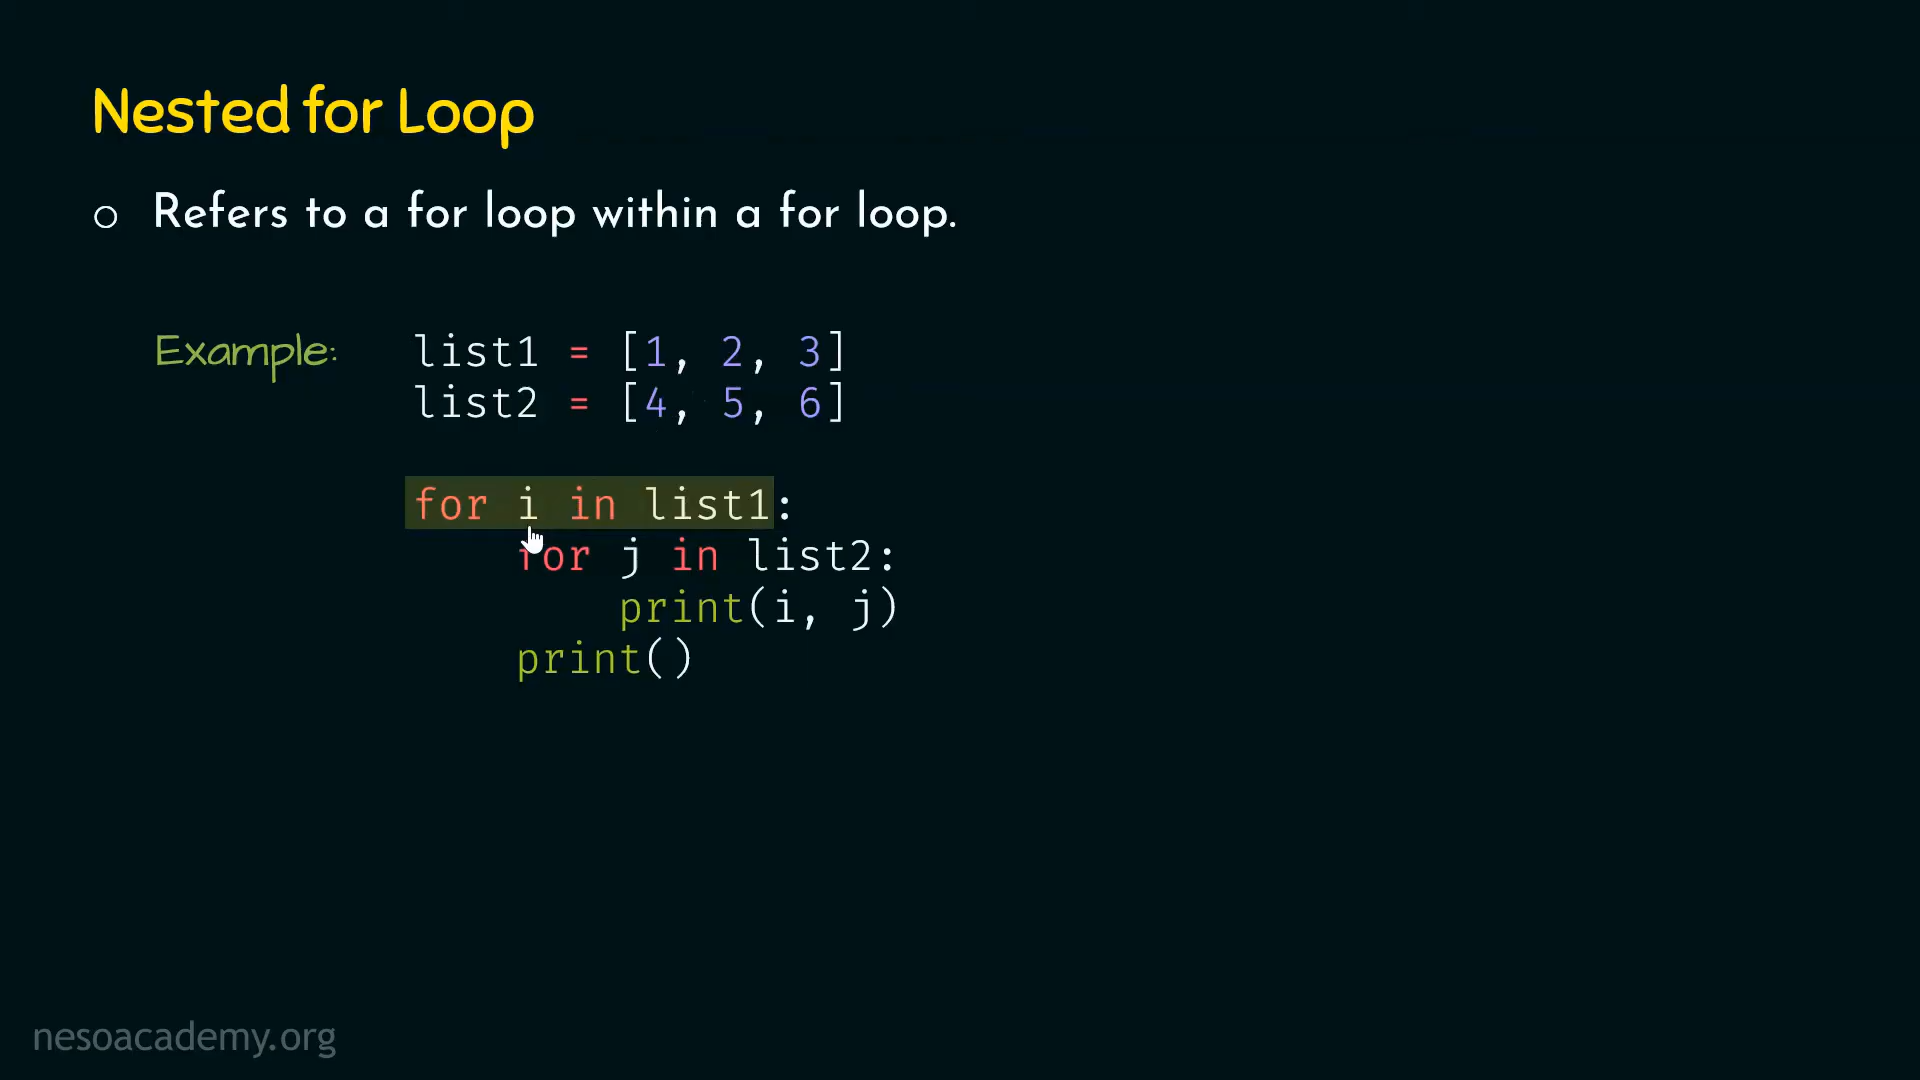 Nested for Loop
Refers to a for loop within a for loop.
Example: list1 = [1, 2, 3]
list2 = [4, 5, 6]
for i in list1:
for j in list2:
print(i, j)
print()
nesoacademy.org